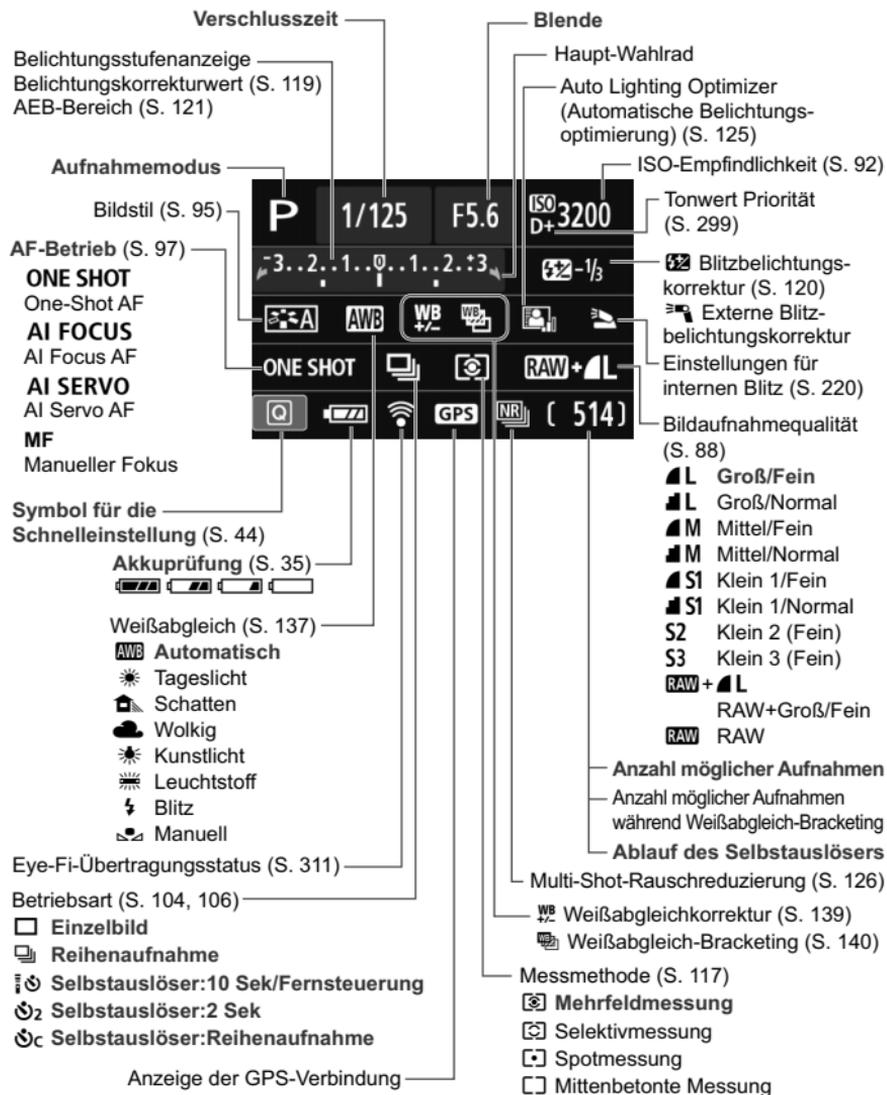 Verschlusszeit
Blende
Belichtungsstufenanzeige
Belichtungskorrekturwert (S. 119)
AEB-Bereich (S. 121)
Haupt-Wahlrad
Auto Lighting Optimizer
(Automatische Belichtungs-
optimierung) (S. 125)
Aufnahmemodus
ISO-Empfindlichkeit (S. 92)
Bildstil (S. 95)
Tonwert Priorität
(S. 299)
AF-Betrieb (S. 97)
ONE SHOT
One-Shot AF
AI FOCUS
AI Focus AF
AI SERVO
AI Servo AF
MF
Manueller Fokus
P 1/125 F5.6 ISO D+ 3200
-3..2..1..0..1..2.:+3 -1/3
A AWB WB +/- WB
ONE SHOT RAW+L
Q GPS NR ( 514)
Blitzbelichtungs-
korrektur (S. 120)
Externe Blitz-
belichtungskorrektur
Einstellungen für
internen Blitz (S. 220)
Bildaufnahmequalität
(S. 88)
L Groß/Fein
L Groß/Normal
M Mittel/Fein
M Mittel/Normal
S1 Klein 1/Fein
S1 Klein 1/Normal
S2 Klein 2 (Fein)
S3 Klein 3 (Fein)
RAW + L
RAW+Groß/Fein
RAW RAW
Symbol für die
Schnelleinstellung (S. 44)
Akkuprüfung (S. 35)
Weißabgleich (S. 137)
AWB Automatisch
Tageslicht
Schatten
Wolkig
Kunstlicht
Leuchtstoff
Blitz
Manuell
Anzahl möglicher Aufnahmen
Anzahl möglicher Aufnahmen
während Weißabgleich-Bracketing
Ablauf des Selbstauslösers
Eye-Fi-Übertragungsstatus (S. 311)
Multi-Shot-Rauschreduzierung (S. 126)
Betriebsart (S. 104, 106)
Einzelbild
Reihenaufnahme
Selbstauslöser:10 Sek/Fernsteuerung
2 Selbstauslöser:2 Sek
C Selbstauslöser:Reihenaufnahme
WB +/- Weißabgleichkorrektur (S. 139)
WB Weißabgleich-Bracketing (S. 140)
Messmethode (S. 117)
Mehrfeldmessung
Selektivmessung
Spotmessung
Mittenbetonte Messung
Anzeige der GPS-Verbindung